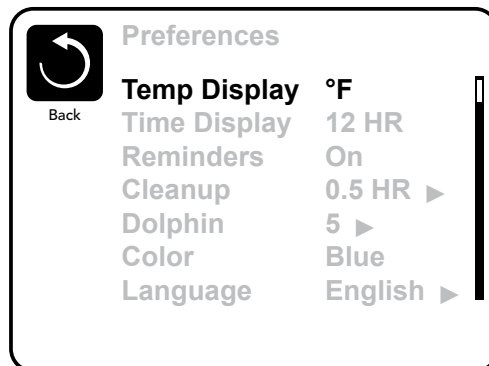 Preferences
Back
Temp Display °F
Time Display 12 HR
Reminders On
Cleanup 0.5 HR ▶
Dolphin 5 ▶
Color Blue
Language English ▶